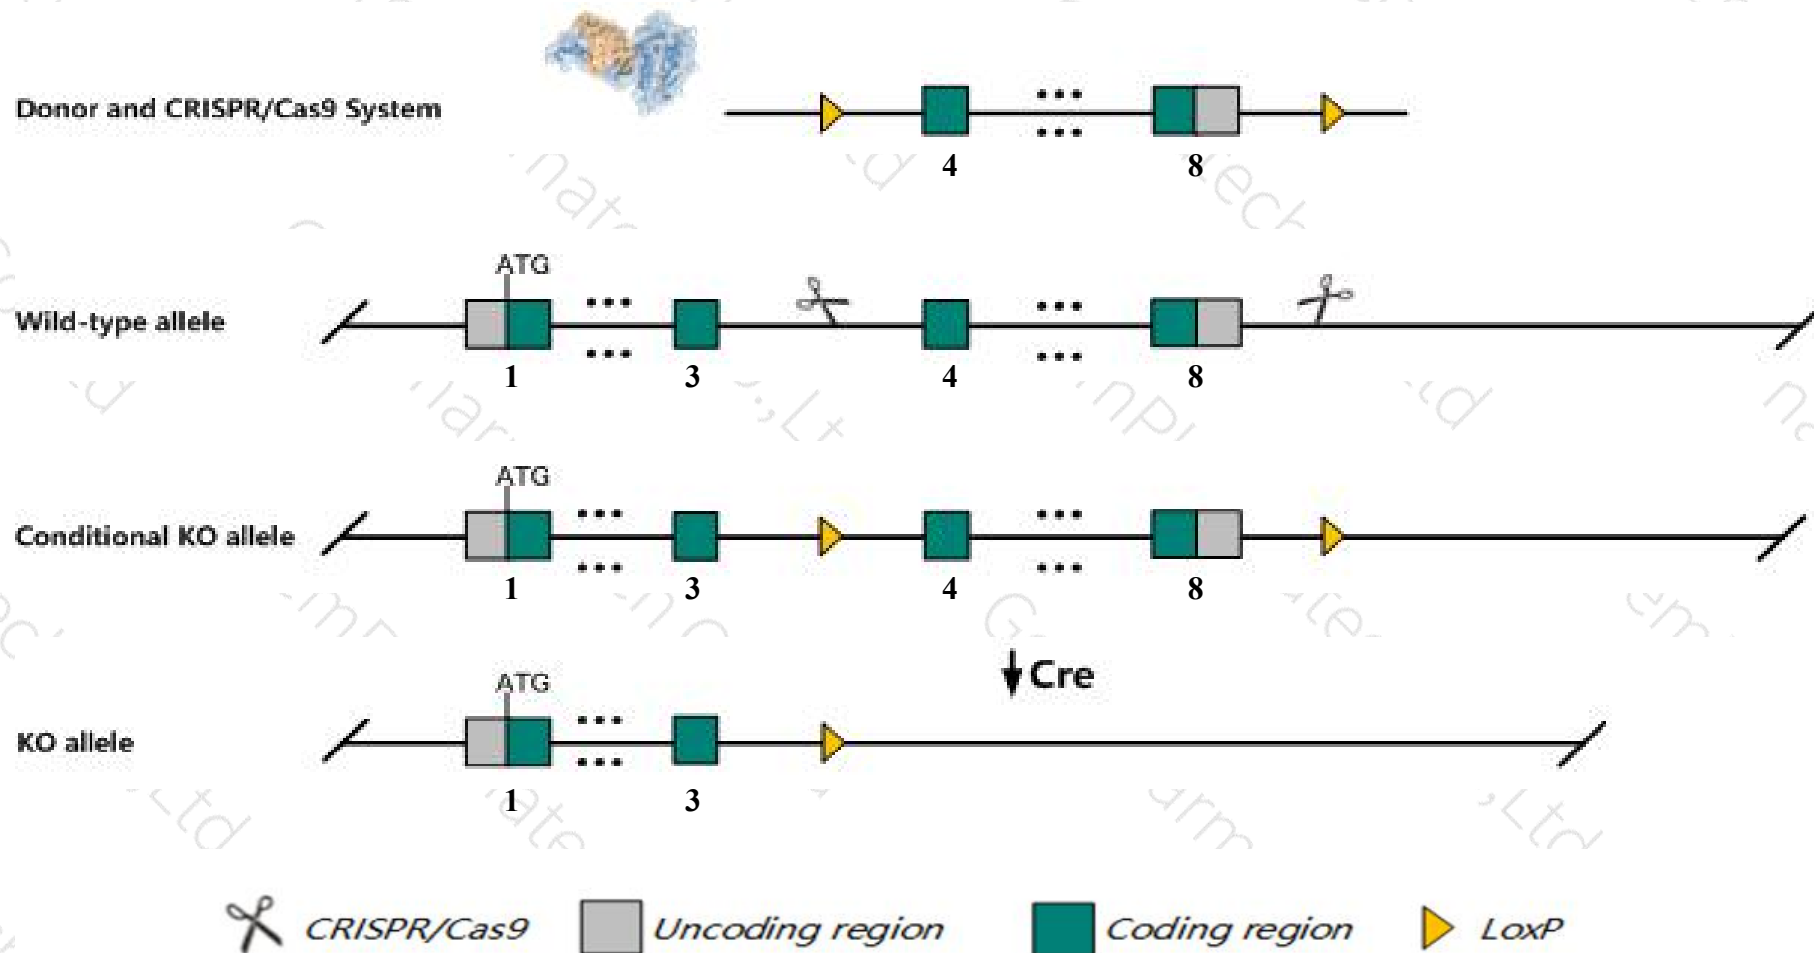 Donor and CRISPR/Cas9 System
4 8
ATG
Wild-type allele
1 3 4 8
ATG
Conditional KO allele
1 3 4 8
Cre
ATG
KO allele
1 3
CRISPR/Cas9 Uncoding region Coding region LoxP